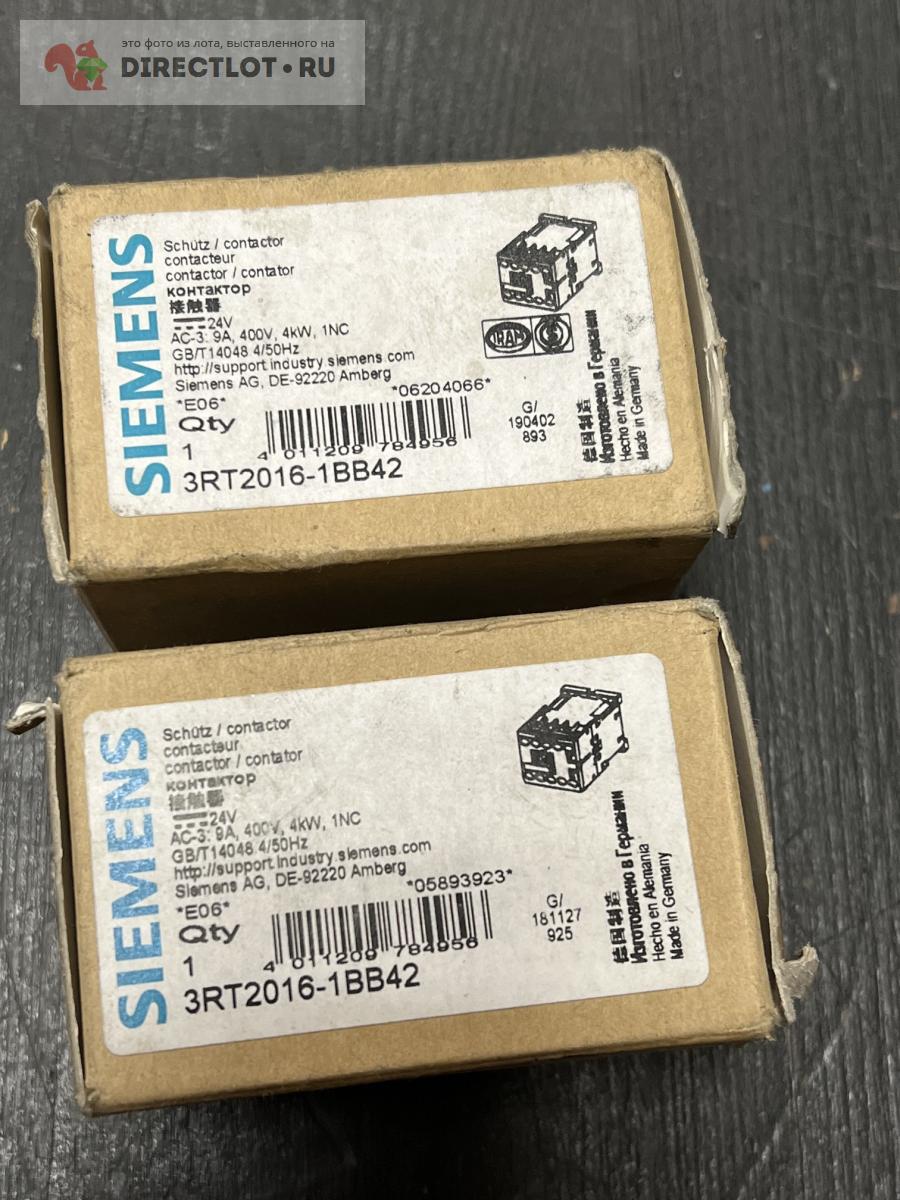 это фото из лота, выставленного на
DIRECTLOT•RU
SIEMENS
Schütz / contactor
contacteur
contactor / contator
контактор
接触器
24V
AC-3: 9A, 400V, 4kW, 1NC
GB/T14048.4/50Hz
http://support.industry.siemens.com
Siemens AG, DE-92220 Amberg
*E06*
*06204066*
Qty
1
4 011209 784956
3RT2016-1BB42
IRAM
S
G/
190402
893
德国制造
Изготовлено в Германии
Hecho en Alemania
Made in Germany
SIEMENS
Schütz / contactor
contacteur
contactor / contator
контактор
接触器
24V
AC-3: 9A, 400V, 4kW, 1NC
GB/T14048.4/50Hz
http://support.industry.siemens.com
Siemens AG, DE-92220 Amberg
*E06*
*05893923*
Qty
1
4 011209 784956
3RT2016-1BB42
G/
181127
925
德国制造
Изготовлено в Германии
Hecho en Alemania
Made in Germany